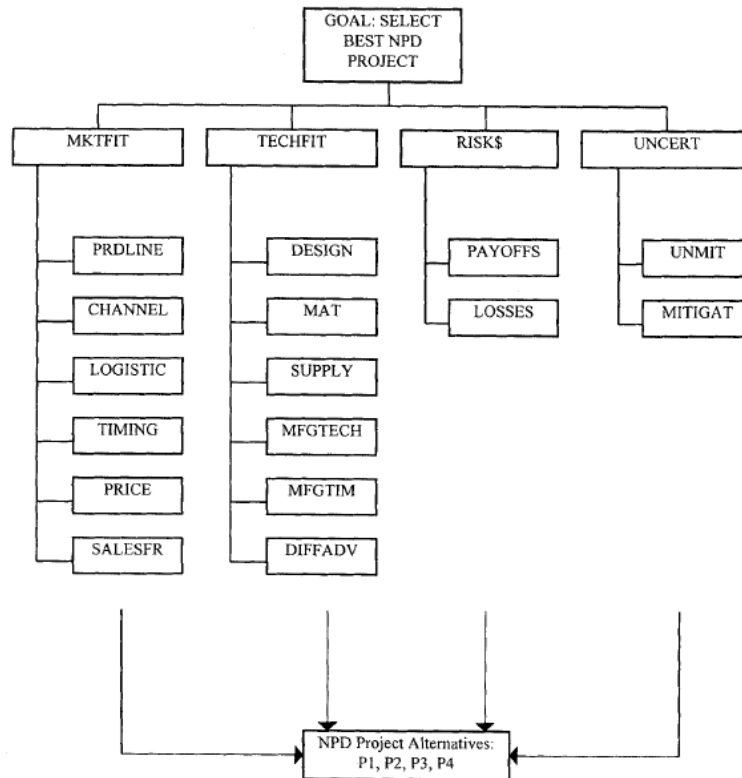 GOAL: SELECT
BEST NPD
PROJECT
MKTFIT
TECHFIT
RISK$
UNCERT
PRDLINE
DESIGN
PAYOFFS
UNMIT
CHANNEL
MAT
LOSSES
MITIGAT
LOGISTIC
SUPPLY
TIMING
MFGTECH
PRICE
MFGTIM
SALESFR
DIFFADV
NPD Project Alternatives:
P1, P2, P3, P4